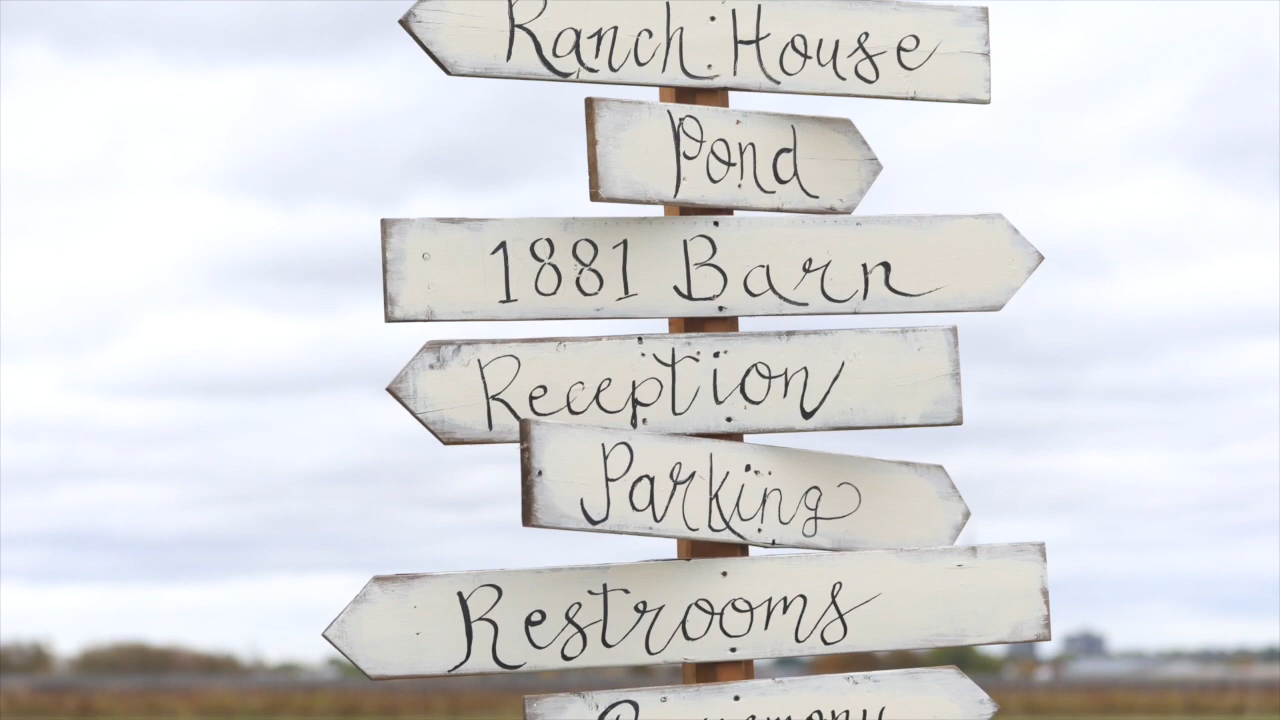 Ranch House
Pond
1881 Barn
Reception
Parking
Restrooms